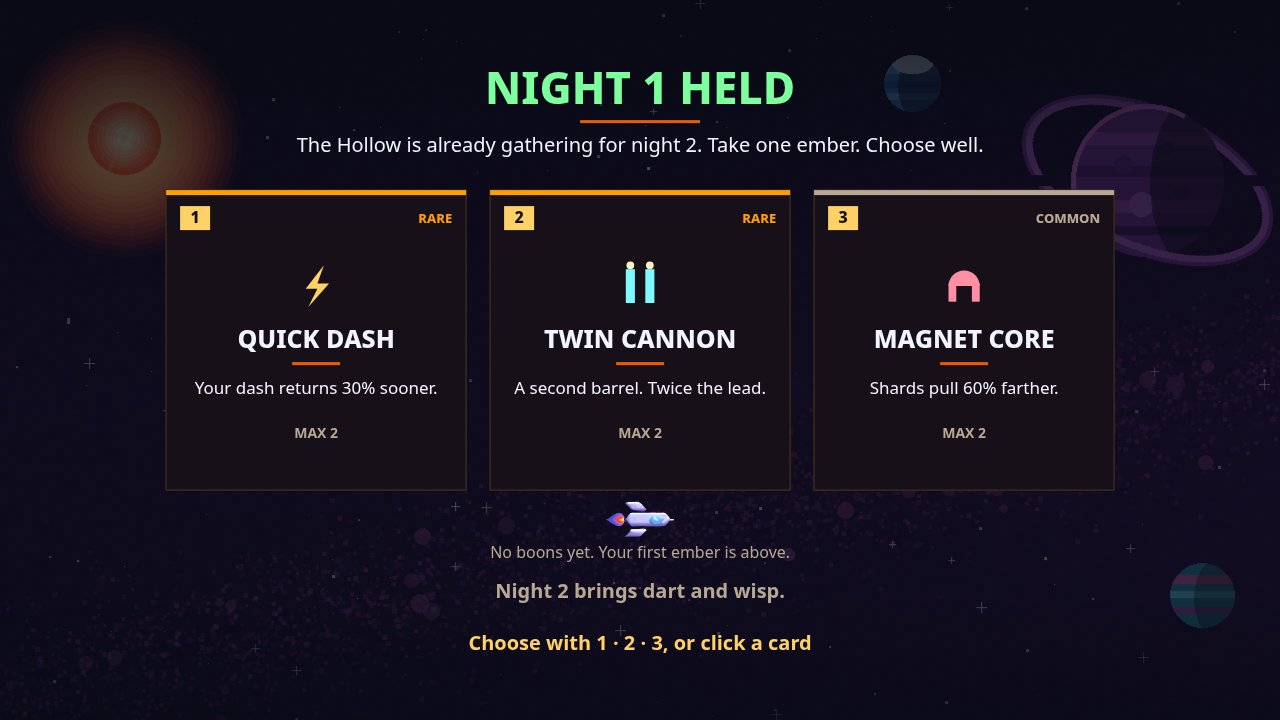 NIGHT 1 HELD
The Hollow is already gathering for night 2. Take one ember. Choose well.
1
RARE
QUICK DASH
Your dash returns 30% sooner.
MAX 2
2
RARE
TWIN CANNON
A second barrel. Twice the lead.
MAX 2
3
COMMON
MAGNET CORE
Shards pull 60% farther.
MAX 2
No boons yet. Your first ember is above.
Night 2 brings dart and wisp.
Choose with 1 · 2 · 3, or click a card